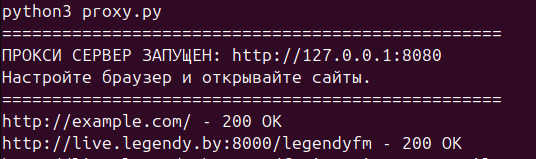 python3 proxy.py
==================================================
ПРОКСИ СЕРВЕР ЗАПУЩЕН: http://127.0.0.1:8080
Настройте браузер и открывайте сайты.
==================================================
http://example.com/ - 200 OK
http://live.legendy.by:8000/legendyfm - 200 OK